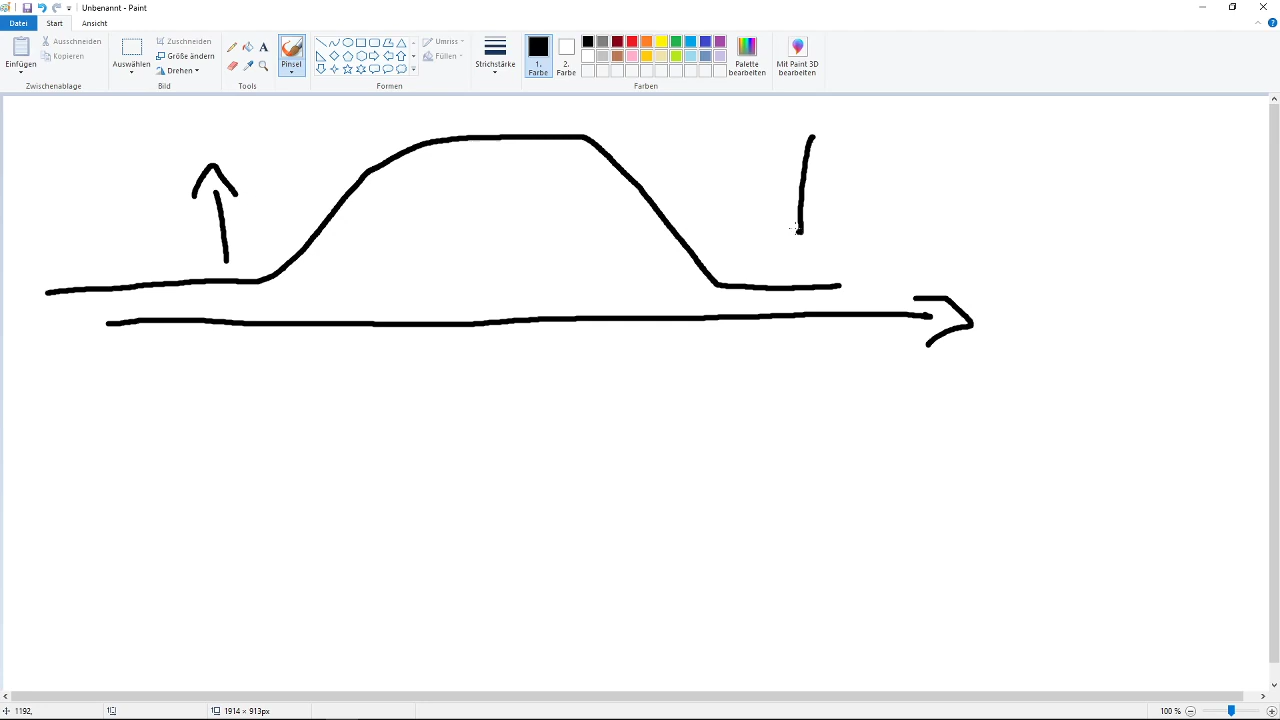 Unbenannt - Paint
Datei Start Ansicht
Einfügen
Ausschneiden
Kopieren
Zwischenablage
Auswählen
Zuschneiden
Größe ändern
Drehen
Bild
A
Tools
Pinsel
Umriss
Füllen
Formen
Strichstärke
1.
Farbe
2.
Farbe
Palette
bearbeiten
Farben
Mit Paint 3D
bearbeiten
1192,
1914 × 913px
100 %